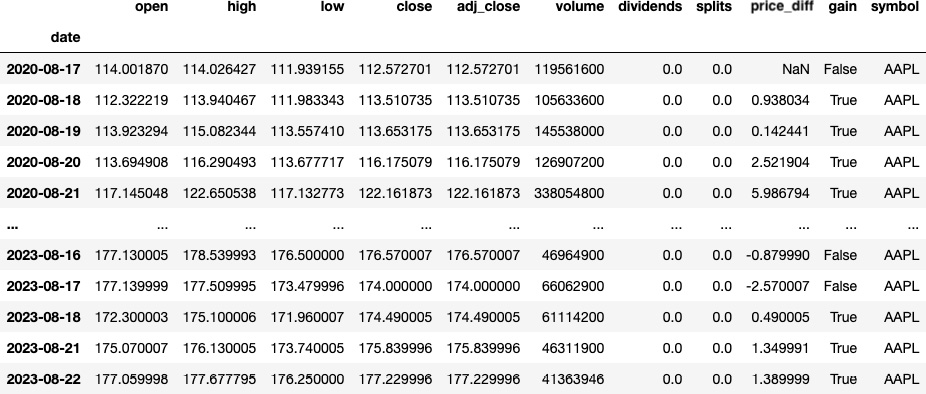 open high low close adj_close volume dividends splits price_diff gain symbol
date
2020-08-17 114.001870 114.026427 111.939155 112.572701 112.572701 119561600 0.0 0.0 NaN False AAPL
2020-08-18 112.322219 113.940467 111.983343 113.510735 113.510735 105633600 0.0 0.0 0.938034 True AAPL
2020-08-19 113.923294 115.082344 113.557410 113.653175 113.653175 145538000 0.0 0.0 0.142441 True AAPL
2020-08-20 113.694908 116.290493 113.677717 116.175079 116.175079 126907200 0.0 0.0 2.521904 True AAPL
2020-08-21 117.145048 122.650538 117.132773 122.161873 122.161873 338054800 0.0 0.0 5.986794 True AAPL
... ... ... ... ... ... ... ... ... ... ... ...
2023-08-16 177.130005 178.539993 176.500000 176.570007 176.570007 46964900 0.0 0.0 -0.879990 False AAPL
2023-08-17 177.139999 177.509995 173.479996 174.000000 174.000000 66062900 0.0 0.0 -2.570007 False AAPL
2023-08-18 172.300003 175.100006 171.960007 174.490005 174.490005 61114200 0.0 0.0 0.490005 True AAPL
2023-08-21 175.070007 176.130005 173.740005 175.839996 175.839996 46311900 0.0 0.0 1.349991 True AAPL
2023-08-22 177.059998 177.677795 176.250000 177.229996 177.229996 41363946 0.0 0.0 1.389999 True AAPL